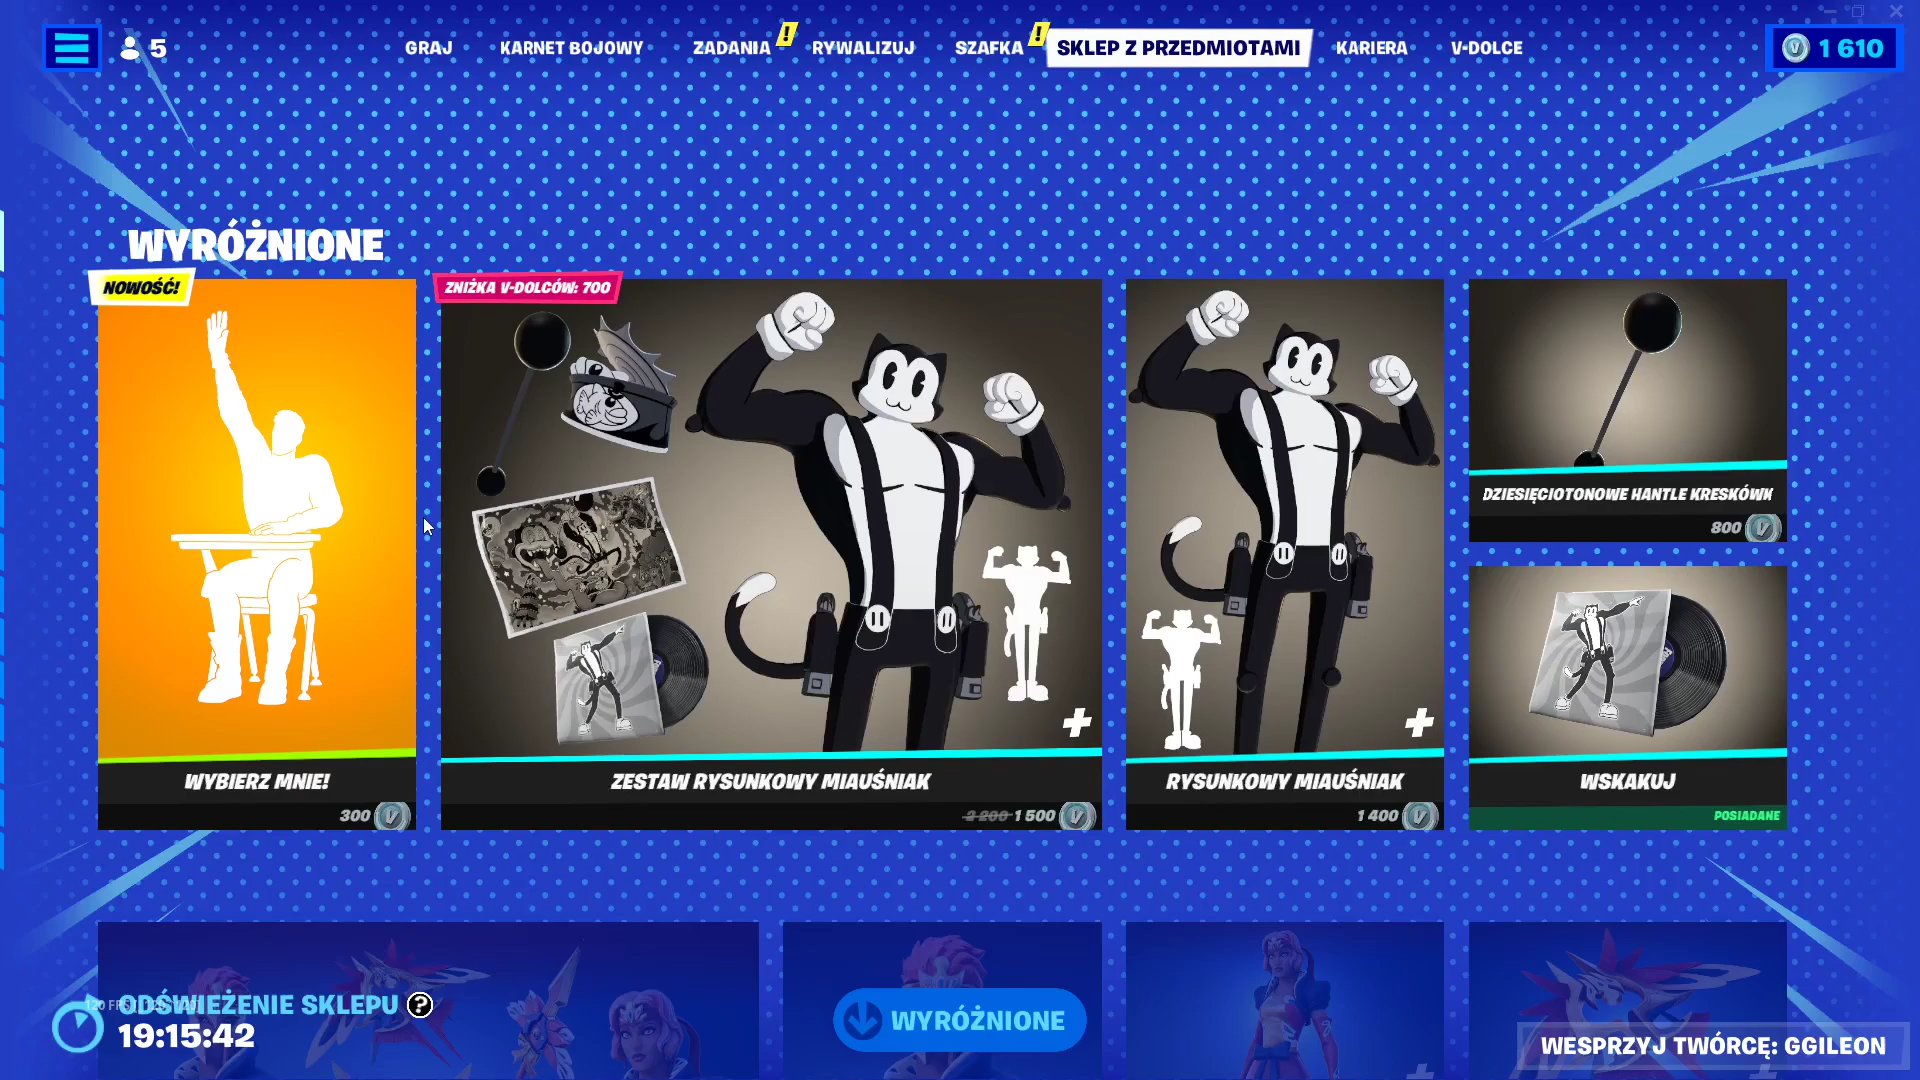 5
GRAJ
KARNET BOJOWY
ZADANIA
!
RYWALIZUJ
SZAFKA
!
SKLEP Z PRZEDMIOTAMI
KARIERA
V-DOLCE
1 610
WYRÓŻNIONE
NOWOŚĆ!
ZNIŻKA V-DOLCÓW: 700
DZIESIĘCIOTONOWE HANTLE KRESKÓWK
800
WYBIERZ MNIE!
300
ZESTAW RYSUNKOWY MIAUŚNIAK
2 200 1 500
RYSUNKOWY MIAUŚNIAK
1 400
WSKAKUJ
POSIADANE
ODŚWIEŻENIE SKLEPU ?
19:15:42
WYRÓŻNIONE
WESPRZYJ TWÓRCĘ: GGILEON